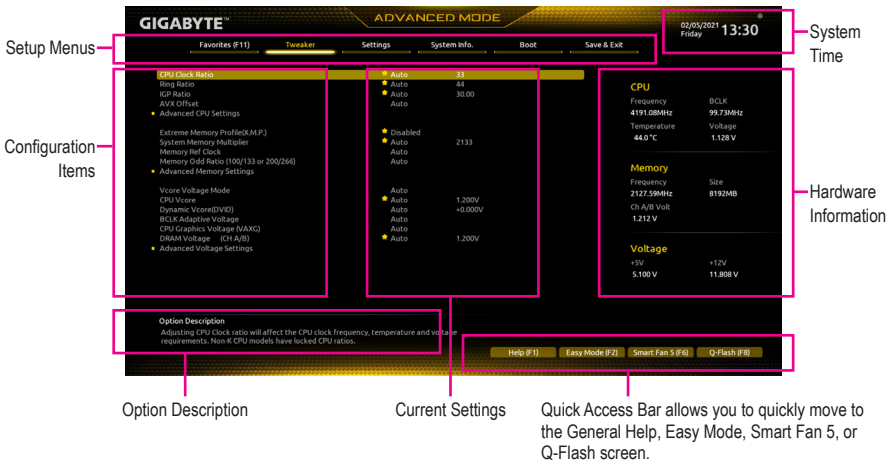 GIGABYTE™
ADVANCED MODE
02/05/2021
Friday
13:30
System
Time
Setup Menus
Favorites (F11) Tweaker Settings System Info. Boot Save & Exit
CPU Clock Ratio Auto 33
Ring Ratio Auto 44
IGP Ratio Auto 30.00
AVX Offset Auto
Advanced CPU Settings
Extreme Memory Profile(X.M.P.) Disabled
System Memory Multiplier Auto 2133
Memory Ref Clock Auto
Memory Odd Ratio (100/133 or 200/266) Auto
Advanced Memory Settings
Vcore Voltage Mode Auto
CPU Vcore Auto 1.200V
Dynamic Vcore(DVID) Auto +0.000V
BCLK Adaptive Voltage Auto
CPU Graphics Voltage (VAXG) Auto
DRAM Voltage (CH A/B) Auto 1.200V
Advanced Voltage Settings
Configuration
Items
CPU
Frequency BCLK
4191.08MHz 99.73MHz
Temperature Voltage
44.0 °C 1.128 V
Memory
Frequency Size
2127.59MHz 8192MB
Ch A/B Volt
1.212 V
Voltage
+5V +12V
5.100 V 11.808 V
Hardware
Information
Option Description
Adjusting CPU Clock ratio will affect the CPU clock frequency, temperature and voltage
requirements. Non-K CPU models have locked CPU ratios.
Help (F1) Easy Mode (F2) Smart Fan 5 (F6) Q-Flash (F8)
Option Description
Current Settings
Quick Access Bar allows you to quickly move to
the General Help, Easy Mode, Smart Fan 5, or
Q-Flash screen.